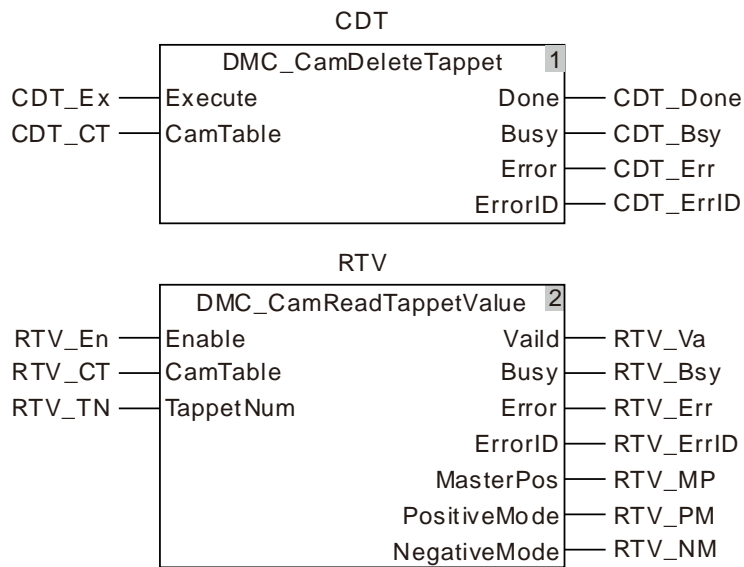 CDT
DMC_CamDeleteTappet 1
CDT_Ex Execute Done CDT_Done
CDT_CT CamTable Busy CDT_Bsy
Error CDT_Err
ErrorID CDT_ErrID
RTV
DMC_CamReadTappetValue 2
RTV_En Enable Vaild RTV_Va
RTV_CT CamTable Busy RTV_Bsy
RTV_TN TappetNum Error RTV_Err
ErrorID RTV_ErrID
MasterPos RTV_MP
PositiveMode RTV_PM
NegativeMode RTV_NM